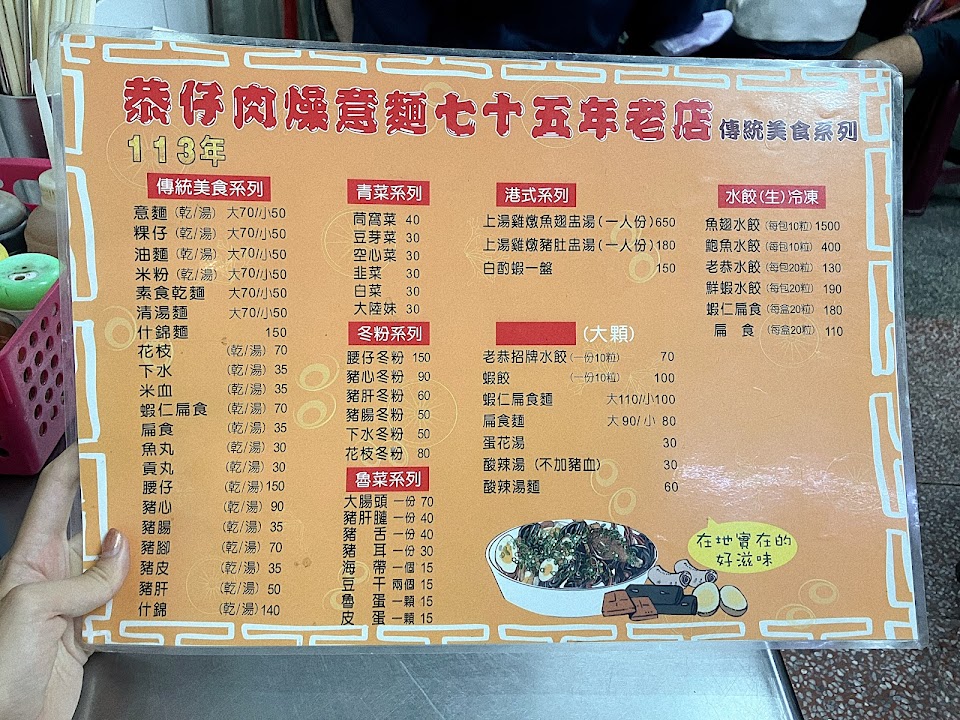 恭仔肉燥意麵七十五年老店 傳統美食系列
113年
傳統美食系列
意麵 (乾/湯) 大70/小50
粿仔 (乾/湯) 大70/小50
油麵 (乾/湯) 大70/小50
米粉 (乾/湯) 大70/小50
素食乾麵 大70/小50
清湯麵 大70/小50
什錦麵 150
花枝 (乾/湯) 70
下水 (乾/湯) 35
米血 (乾/湯) 35
蝦仁扁食 (乾/湯) 70
扁食 (乾/湯) 35
魚丸 (乾/湯) 30
貢丸 (乾/湯) 30
腰仔 (乾/湯) 150
豬心 (乾/湯) 90
豬腸 (乾/湯) 35
豬腳 (乾/湯) 70
豬皮 (乾/湯) 35
豬肝 (乾/湯) 50
什錦 (乾/湯) 140
青菜系列
茼窩菜 40
豆芽菜 30
空心菜 30
韭菜 30
白菜 30
大陸妹 30
冬粉系列
腰仔冬粉 150
豬心冬粉 90
豬肝冬粉 60
豬腸冬粉 50
下水冬粉 50
花枝冬粉 80
魯菜系列
大腸頭 一份 70
豬肝腱 一份 40
豬舌 一份 40
豬耳 一份 30
海帶 一個 15
豆干 兩個 15
魯蛋 一顆 15
皮蛋 一顆 15
港式系列
上湯雞燉魚翅盅湯 (一人份) 650
上湯雞燉豬肚盅湯 (一人份) 180
白酌蝦一盤 150
(大顆)
老恭招牌水餃 (一份10粒) 70
蝦餃 (一份10粒) 100
蝦仁扁食麵 大110/小100
扁食麵 大90/小 80
蛋花湯 30
酸辣湯 (不加豬血) 30
酸辣湯麵 60
水餃(生)冷凍
魚翅水餃 (每包10粒) 1500
鮑魚水餃 (每包10粒) 400
老恭水餃 (每包20粒) 130
鮮蝦水餃 (每包20粒) 190
蝦仁扁食 (每盒20粒) 180
扁食 (每盒20粒) 110
在地實在的
好滋味